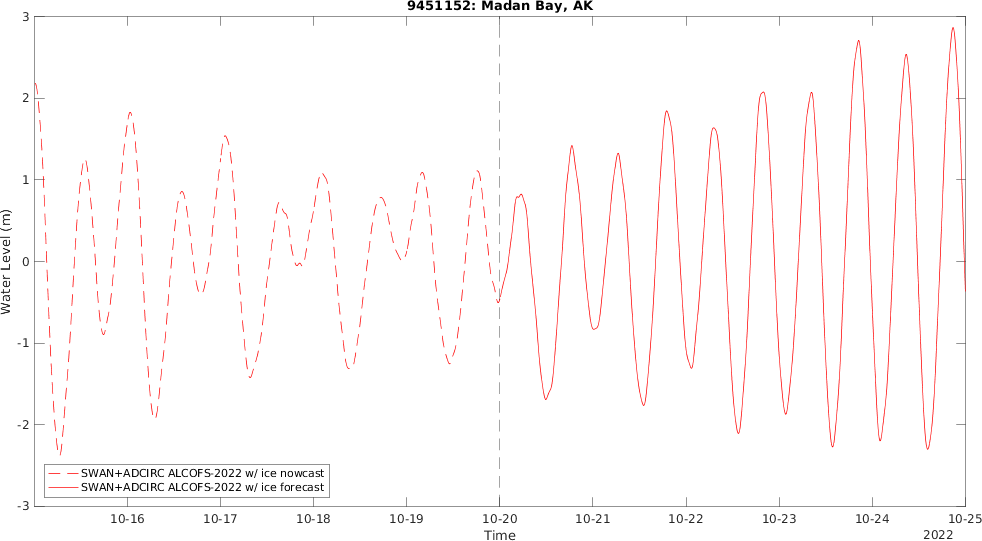 9451152: Madan Bay, AK
3
2
1
0
-1
-2
-3
Water Level (m)
SWAN+ADCIRC ALCOFS-2022 w/ ice nowcast
SWAN+ADCIRC ALCOFS-2022 w/ ice forecast
10-16 10-17 10-18 10-19 10-20 10-21 10-22 10-23 10-24 10-25
Time
2022